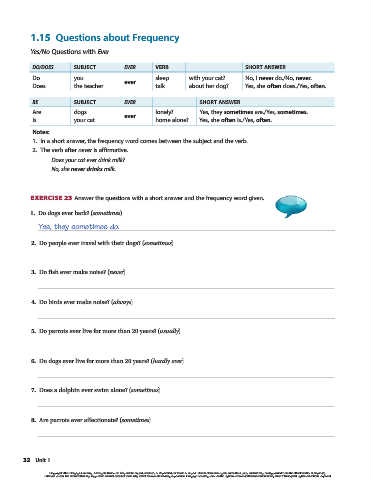 1.15 Questions about Frequency
Yes/No Questions with Ever
DO/DOES SUBJECT EVER VERB SHORT ANSWER
Do you ever sleep with your cat? No, I never do./No, never.
Does the teacher talk about her dog? Yes, she often does./Yes, often.
BE SUBJECT EVER SHORT ANSWER
Are dogs ever lonely? Yes, they sometimes are./Yes, sometimes.
Is your cat home alone? Yes, she often is./Yes, often.
Notes:
1. In a short answer, the frequency word comes between the subject and the verb.
2. The verb after never is affirmative.
Does your cat ever drink milk?
No, she never drinks milk.
EXERCISE 23 Answer the questions with a short answer and the frequency word given.
1. Do dogs ever bark? (sometimes)
Yes, they sometimes do.
2. Do people ever travel with their dogs? (sometimes)
3. Do fish ever make noise? (never)
4. Do birds ever make noise? (always)
5. Do parrots ever live for more than 20 years? (usually)
6. Do dogs ever live for more than 20 years? (hardly ever)
7. Does a dolphin ever swim alone? (sometimes)
8. Are parrots ever affectionate? (sometimes)
32 Unit 1